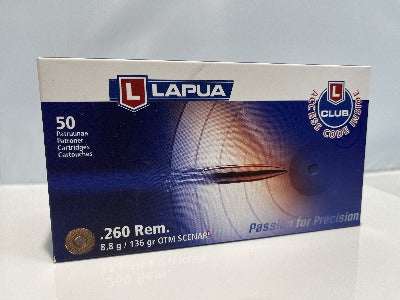 L LAPUA
L
CLUB
ACCESS CODE INSIDE
50
Patruunaa
Patroner
Cartridges
Cartouches
.260 Rem.
8.8 g / 136 gr OTM SCENAR
Passion for Precision